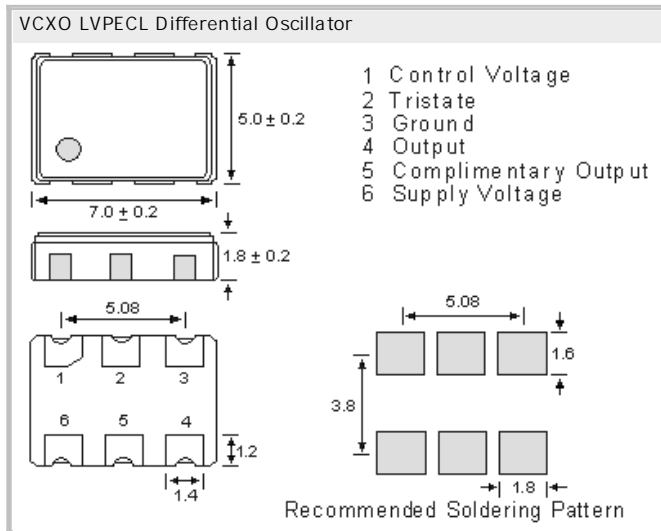 VCXO LVPECL Differential Oscillator
5.0 ± 0.2
7.0 ± 0.2
1.8 ± 0.2
1 Control Voltage
2 Tristate
3 Ground
4 Output
5 Complimentary Output
6 Supply Voltage
5.08
1 2 3
6 5 4
1.2
1.4
5.08
1.6
3.8
1.8
Recommended Soldering Pattern